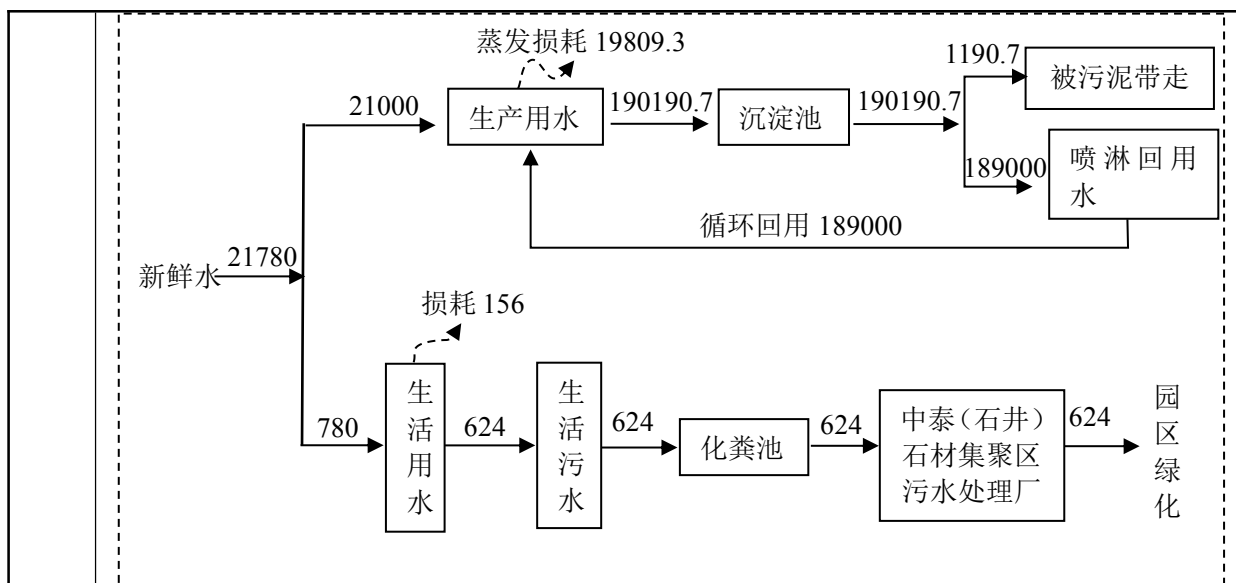 蒸发损耗 19809.3
1190.7
被污泥带走
21000
生产用水
190190.7
沉淀池
190190.7
189000
喷淋回用
水
循环回用 189000
新鲜水
21780
损耗 156
780
生
活
用
水
624
生
活
污
水
624
化粪池
624
中泰（石井）
石材集聚区
污水处理厂
624
园
区
绿
化